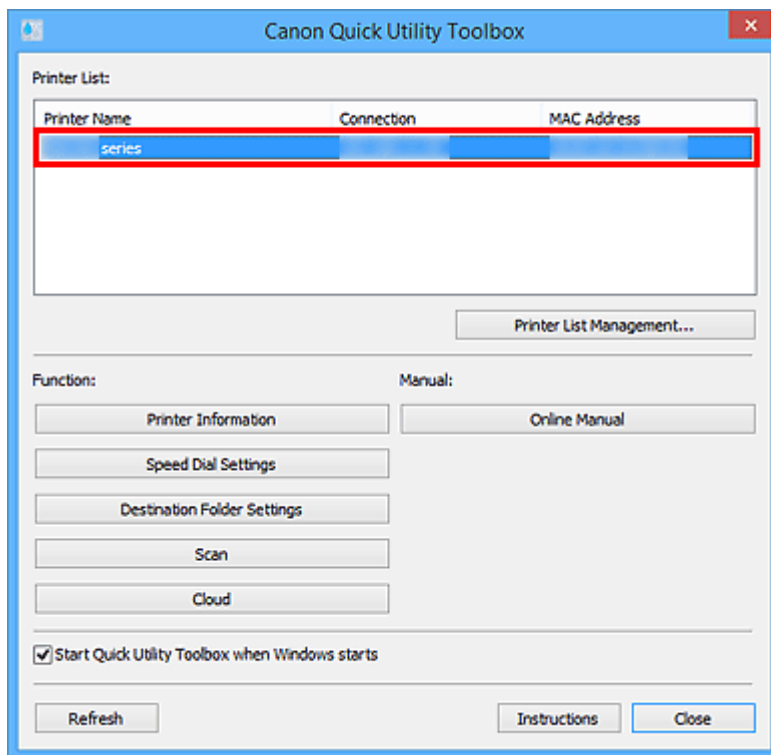 Canon Quick Utility Toolbox
Printer List:
Printer Name Connection MAC Address
series
Printer List Management...
Function: Manual:
Printer Information Online Manual
Speed Dial Settings
Destination Folder Settings
Scan
Cloud
Start Quick Utility Toolbox when Windows starts
Refresh Instructions Close